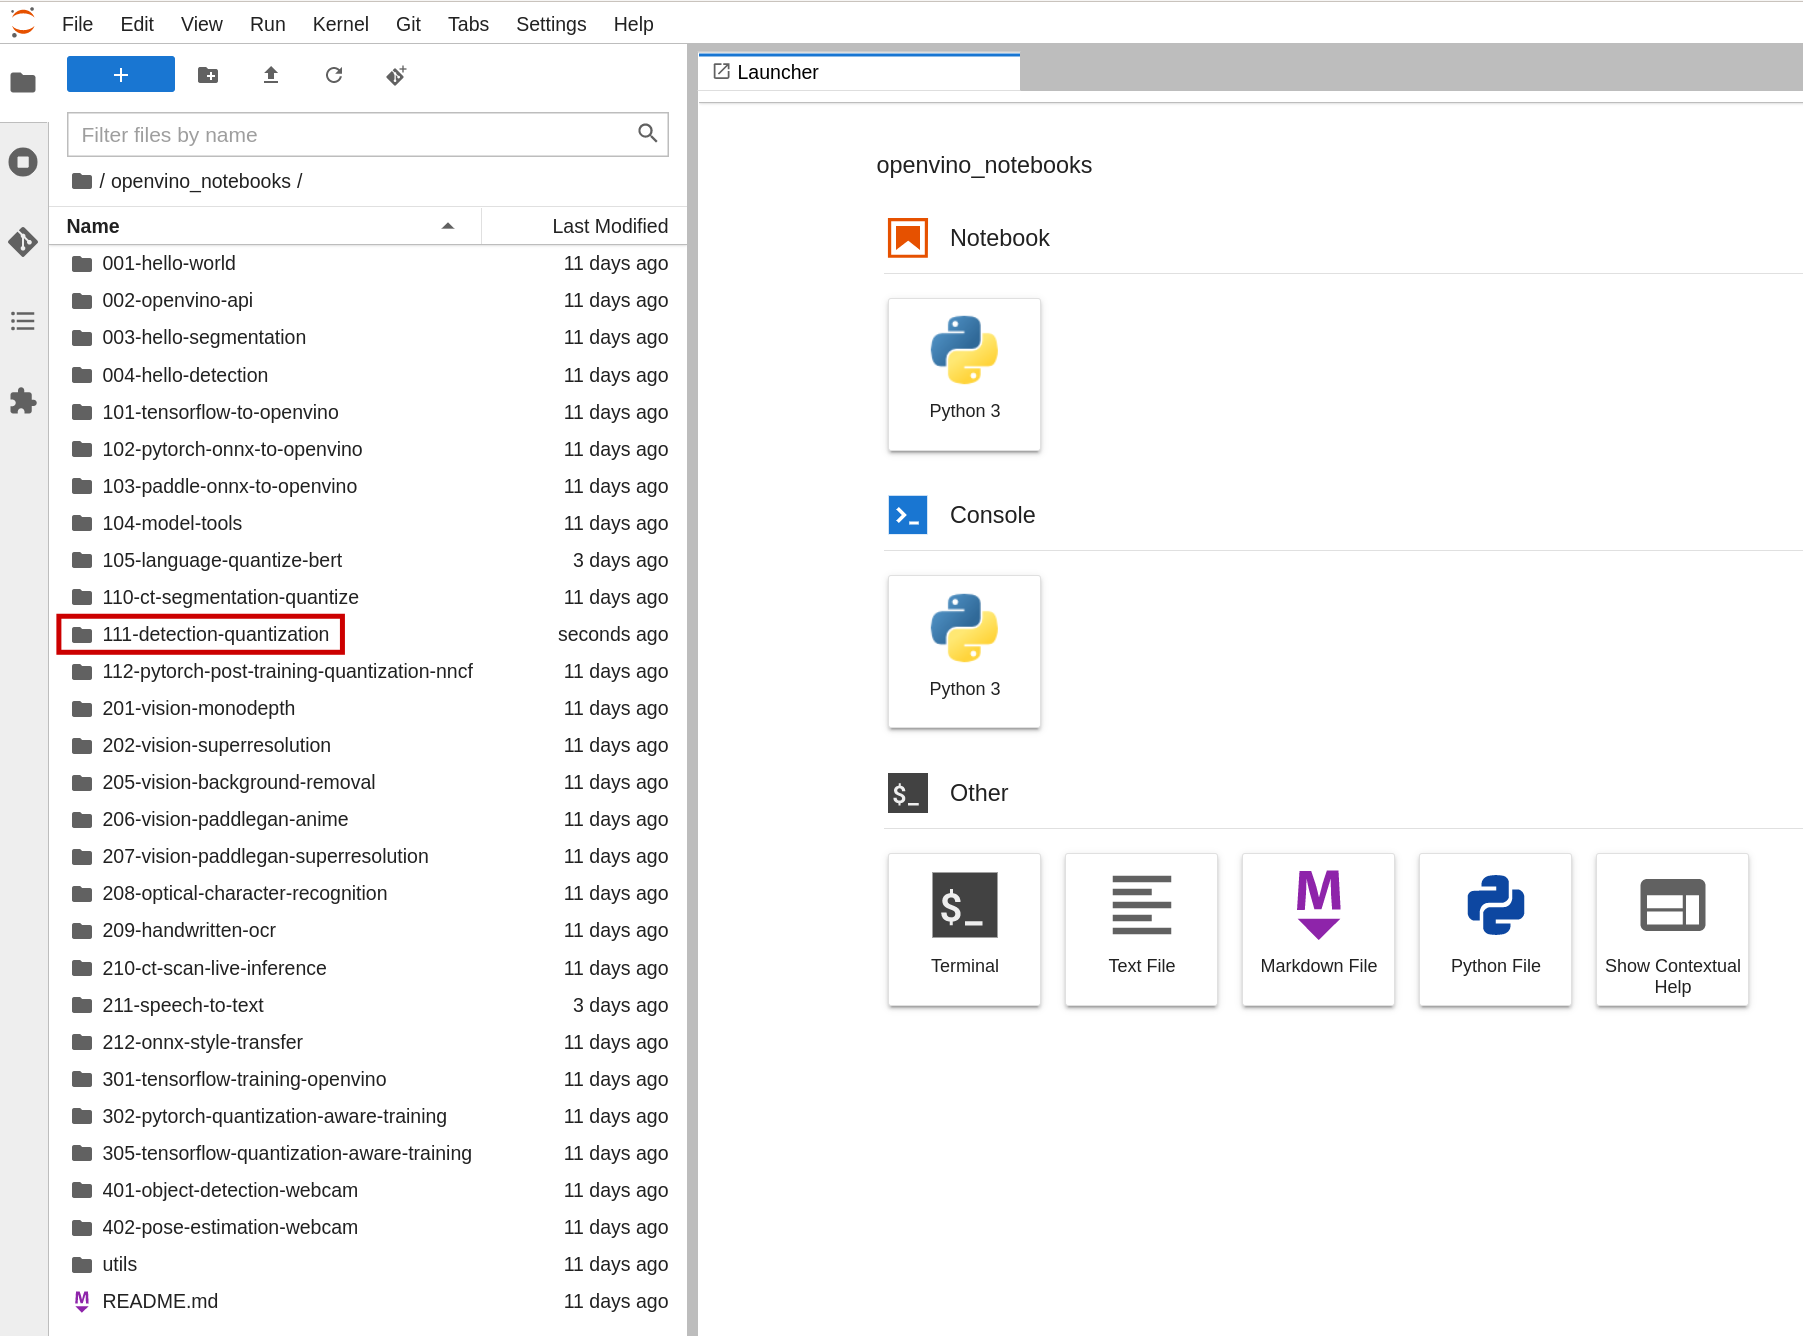 File Edit View Run Kernel Git Tabs Settings Help
Filter files by name
/ openvino_notebooks /
Name Last Modified
001-hello-world 11 days ago
002-openvino-api 11 days ago
003-hello-segmentation 11 days ago
004-hello-detection 11 days ago
101-tensorflow-to-openvino 11 days ago
102-pytorch-onnx-to-openvino 11 days ago
103-paddle-onnx-to-openvino 11 days ago
104-model-tools 11 days ago
105-language-quantize-bert 3 days ago
110-ct-segmentation-quantize 11 days ago
111-detection-quantization seconds ago
112-pytorch-post-training-quantization-nncf 11 days ago
201-vision-monodepth 11 days ago
202-vision-superresolution 11 days ago
205-vision-background-removal 11 days ago
206-vision-paddlegan-anime 11 days ago
207-vision-paddlegan-superresolution 11 days ago
208-optical-character-recognition 11 days ago
209-handwritten-ocr 11 days ago
210-ct-scan-live-inference 11 days ago
211-speech-to-text 3 days ago
212-onnx-style-transfer 11 days ago
301-tensorflow-training-openvino 11 days ago
302-pytorch-quantization-aware-training 11 days ago
305-tensorflow-quantization-aware-training 11 days ago
401-object-detection-webcam 11 days ago
402-pose-estimation-webcam 11 days ago
utils 11 days ago
README.md 11 days ago
Launcher
openvino_notebooks
Notebook
Python 3
Console
Python 3
$_ Other
$_ M
Terminal Text File Markdown File Python File Show Contextual
Help